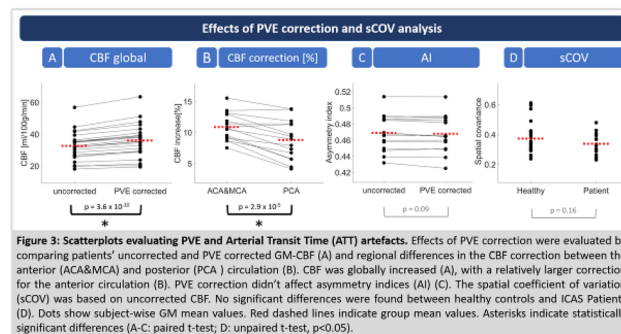 Effects of PVE correction and sCOV analysis
A CBF global
B CBF correction [%]
C AI
D sCOV
CBF [ml/100g/min]
60
40
20
uncorrected PVE corrected
p = 3.6 x 10⁻¹⁰
*
CBF increase[%]
15
10
5
0
ACA&MCA PCA
p = 2.9 x 10⁻⁵
*
Asymmetry index
0.52
0.50
0.48
0.46
0.44
0.42
uncorrected PVE corrected
p = 0.09
Spatial covariance
0.6
0.4
0.2
Healthy Patient
p = 0.16
Figure 3: Scatterplots evaluating PVE and Arterial Transit Time (ATT) artefacts. Effects of PVE correction were evaluated b
comparing patients' uncorrected and PVE corrected GM-CBF (A) and regional differences in the CBF correction between the
anterior (ACA&MCA) and posterior (PCA ) circulation (B). CBF was globally increased (A), with a relatively larger correction
for the anterior circulation (B). PVE correction didn't affect asymmetry indices (AI) (C). The spatial coefficient of variation
(sCOV) was based on uncorrected CBF. No significant differences were found between healthy controls and ICAS Patient
(D). Dots show subject-wise GM mean values. Red dashed lines indicate group mean values. Asterisks indicate statisticall
significant differences (A-C: paired t-test; D: unpaired t-test, p<0.05).